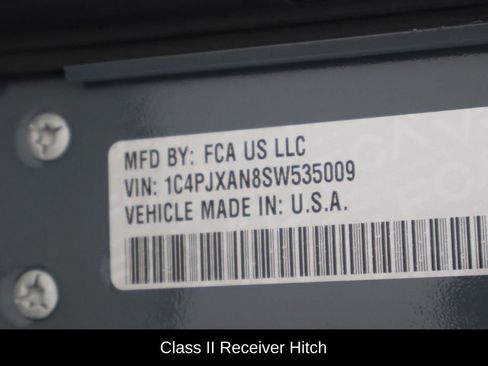 MFD BY: FCA US LLC
VIN: 1C4PJXAN8SW535009
VEHICLE MADE IN: U.S.A.
Class II Receiver Hitch